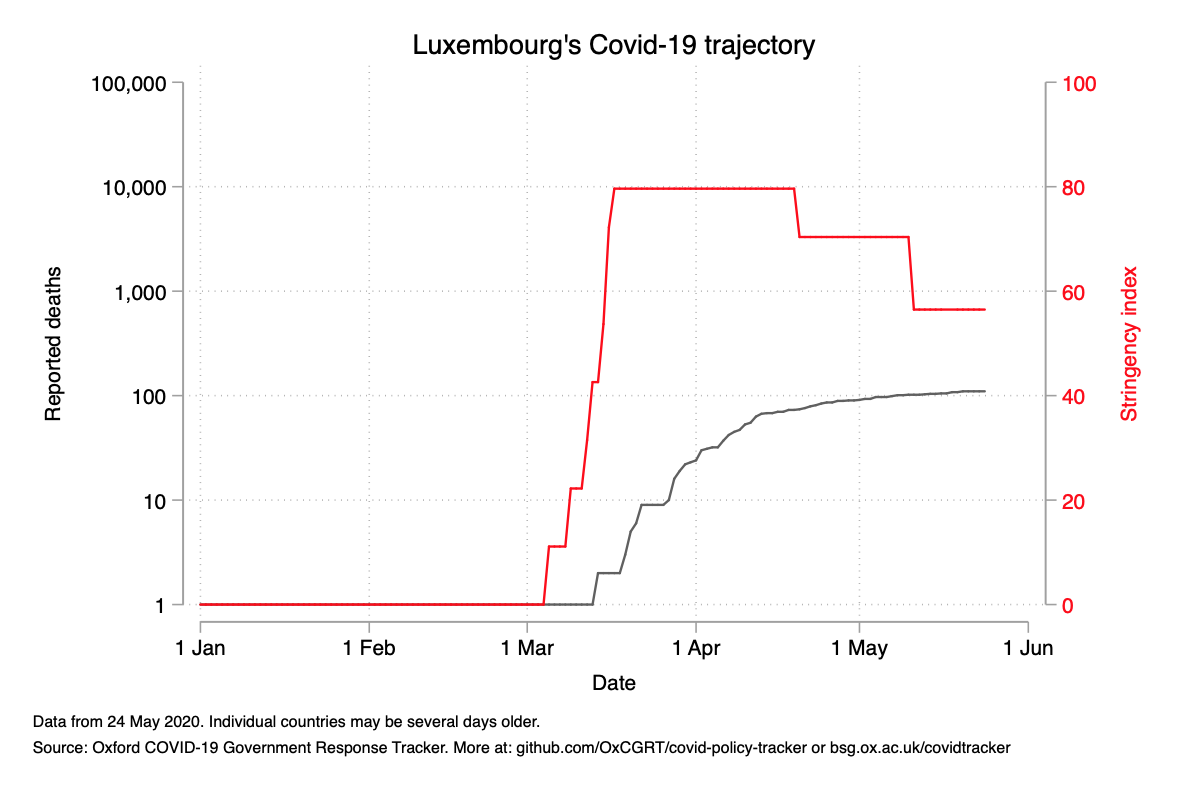 Luxembourg's Covid-19 trajectory
100,000
10,000
1,000
100
10
1
Reported deaths
100
80
60
40
20
0
Stringency index
1 Jan
1 Feb
1 Mar
1 Apr
1 May
1 Jun
Date
Data from 24 May 2020. Individual countries may be several days older.
Source: Oxford COVID-19 Government Response Tracker. More at: github.com/OxCGRT/covid-policy-tracker or bsg.ox.ac.uk/covidtracker